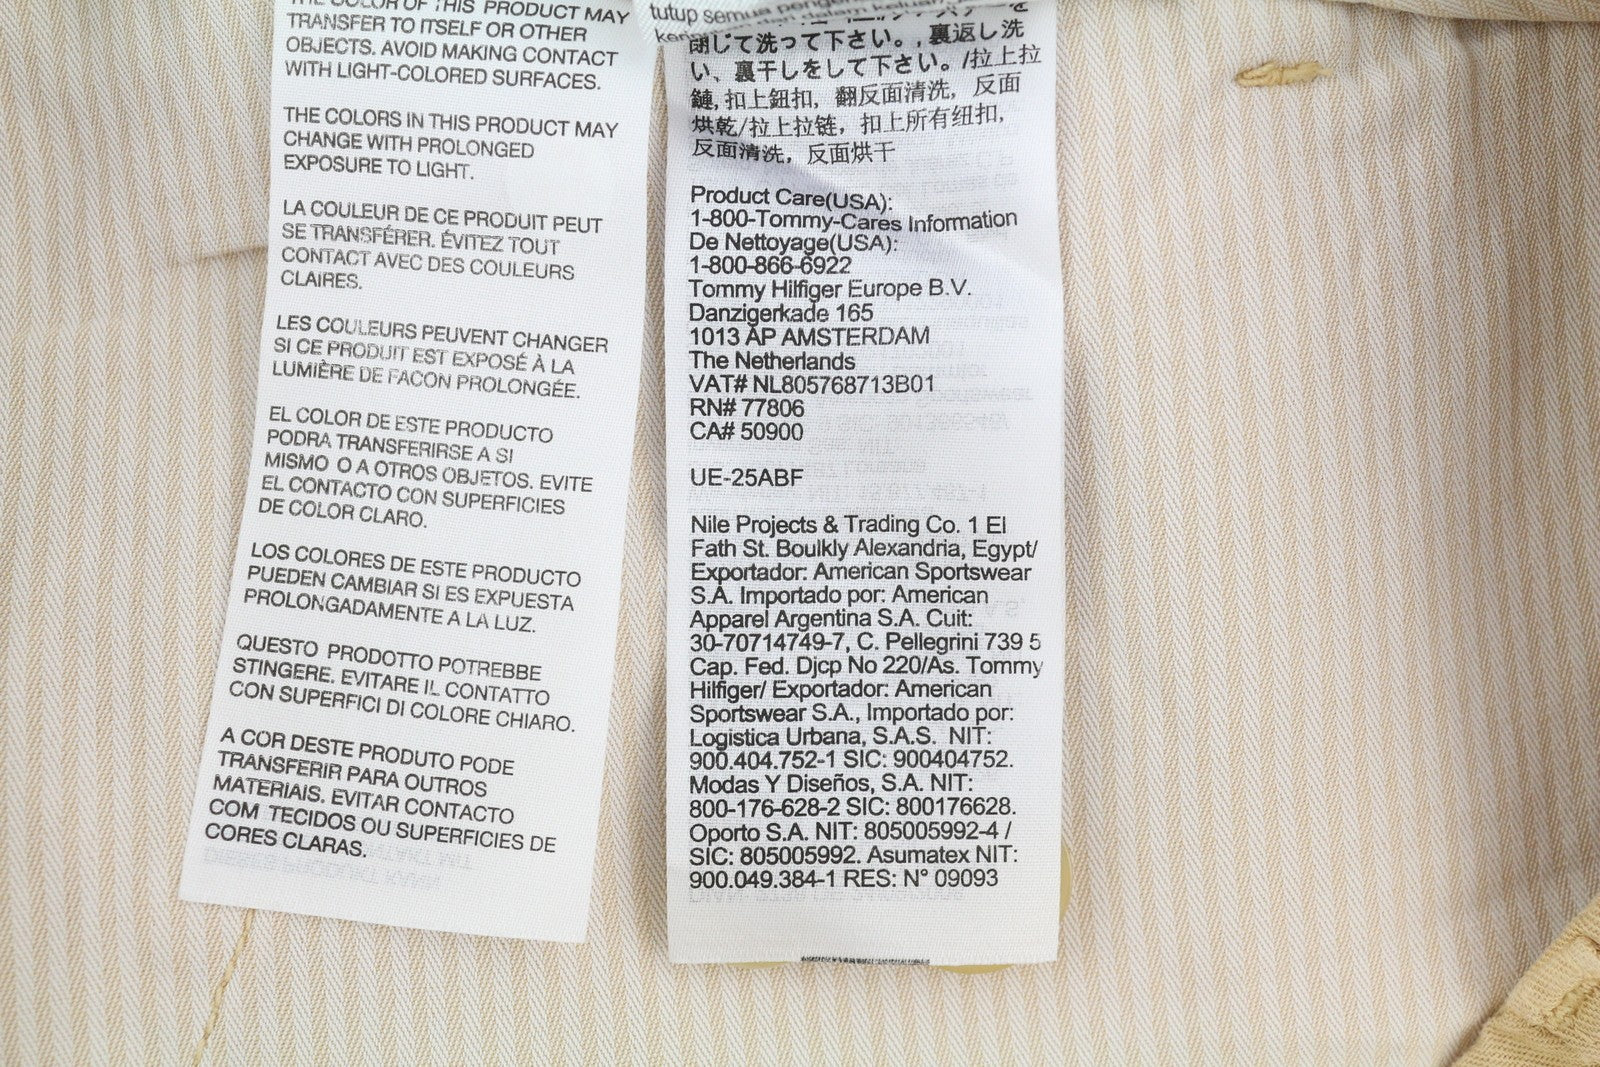 THE COLOR OF THIS PRODUCT MAY
TRANSFER TO ITSELF OR OTHER
OBJECTS. AVOID MAKING CONTACT
WITH LIGHT-COLORED SURFACES.
THE COLORS IN THIS PRODUCT MAY
CHANGE WITH PROLONGED
EXPOSURE TO LIGHT.
LA COULEUR DE CE PRODUIT PEUT
SE TRANSFÉRER. ÉVITEZ TOUT
CONTACT AVEC DES COULEURS
CLAIRES.
LES COULEURS PEUVENT CHANGER
SI CE PRODUIT EST EXPOSÉ À LA
LUMIÈRE DE FACON PROLONGÉE.
EL COLOR DE ESTE PRODUCTO
PODRA TRANSFERIRSE A SI
MISMO O A OTROS OBJETOS. EVITE
EL CONTACTO CON SUPERFICIES
DE COLOR CLARO.
LOS COLORES DE ESTE PRODUCTO
PUEDEN CAMBIAR SI ES EXPUESTA
PROLONGADAMENTE A LA LUZ.
QUESTO PRODOTTO POTREBBE
STINGERE. EVITARE IL CONTATTO
CON SUPERFICI DI COLORE CHIARO.
A COR DESTE PRODUTO PODE
TRANSFERIR PARA OUTROS
MATERIAIS. EVITAR CONTACTO
COM TECIDOS OU SUPERFICIES DE
CORES CLARAS.
tutup semua
閉じて洗って下さい。, 裏返し洗
い、裏干しをして下さい。/拉上拉
鏈, 扣上鈕扣, 翻反面清洗, 反面
烘乾/拉上拉链, 扣上所有纽扣,
反面清洗, 反面烘干
Product Care(USA):
1-800-Tommy-Cares Information
De Nettoyage(USA):
1-800-866-6922
Tommy Hilfiger Europe B.V.
Danzigerkade 165
1013 AP AMSTERDAM
The Netherlands
VAT# NL805768713B01
RN# 77806
CA# 50900
UE-25ABF
Nile Projects & Trading Co. 1 El
Fath St. Boulkly Alexandria, Egypt/
Exportador: American Sportswear
S.A. Importado por: American
Apparel Argentina S.A. Cuit:
30-70714749-7, C. Pellegrini 739 5
Cap. Fed. Djcp No 220/As. Tommy
Hilfiger/ Exportador: American
Sportswear S.A., Importado por:
Logistica Urbana, S.A.S. NIT:
900.404.752-1 SIC: 900404752.
Modas Y Diseños, S.A. NIT:
800-176-628-2 SIC: 800176628.
Oporto S.A. NIT: 805005992-4 /
SIC: 805005992. Asumatex NIT:
900.049.384-1 RES: N° 09093